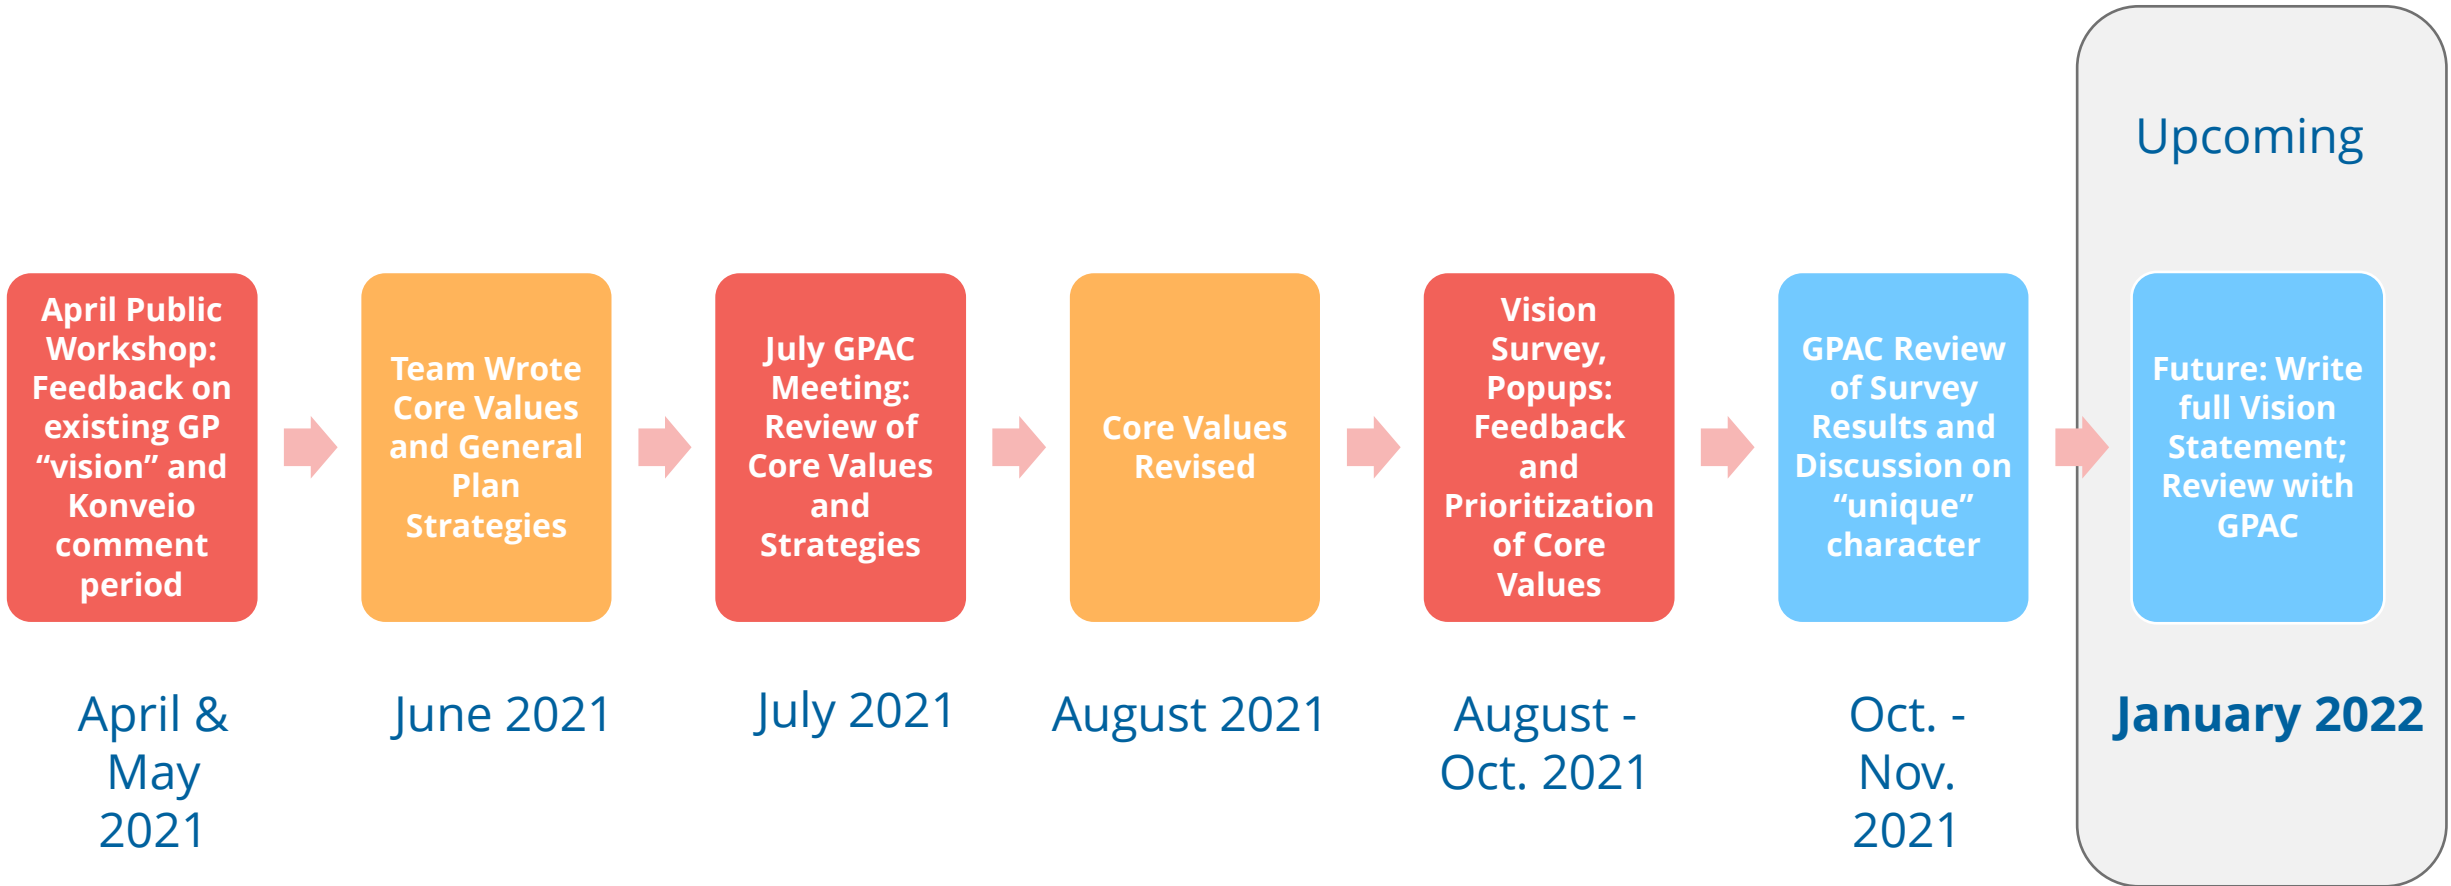 Upcoming
April Public
Workshop:
Feedback on
existing GP
“vision” and
Konveio
comment
period
Team Wrote
Core Values
and General
Plan
Strategies
July GPAC
Meeting:
Review of
Core Values
and
Strategies
Core Values
Revised
Vision
Survey,
Popups:
Feedback
and
Prioritization
of Core
Values
GPAC Review
of Survey
Results and
Discussion on
“unique”
character
Future: Write
full Vision
Statement;
Review with
GPAC
April &
May
2021
June 2021
July 2021
August 2021
August -
Oct. 2021
Oct. -
Nov.
2021
January 2022